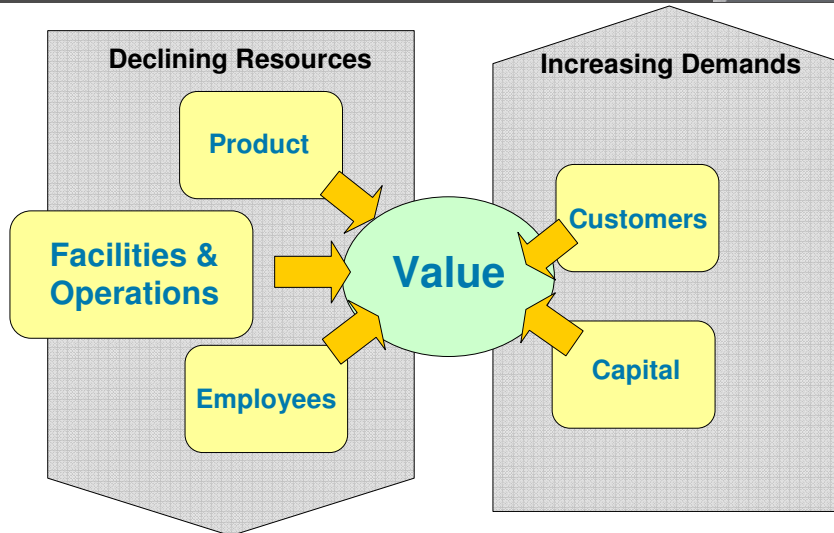 Declining Resources
Increasing Demands
Product
Customers
Facilities &
Operations
Value
Employees
Capital